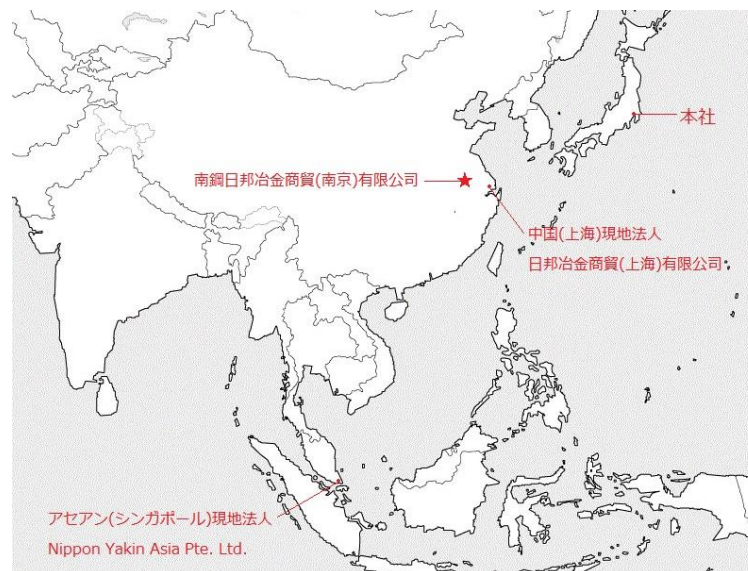 本社
南鋼日邦冶金商貿(南京)有限公司
中国(上海)現地法人
日邦冶金商貿(上海)有限公司
アセアン(シンガポール)現地法人
Nippon Yakin Asia Pte. Ltd.